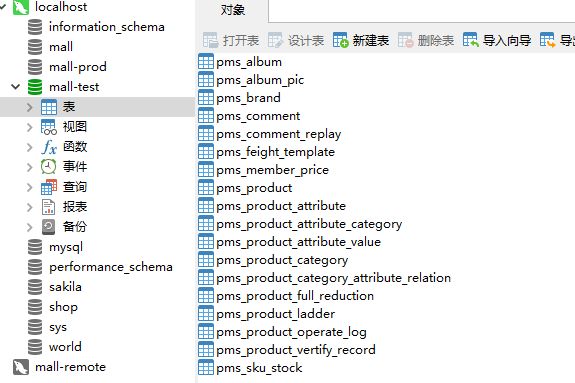 localhost
information_schema
mall
mall-prod
mall-test
表
视图
函数
事件
查询
报表
备份
mysql
performance_schema
sakila
shop
sys
world
mall-remote
对象
打开表 设计表 新建表 删除表 导入向导 导出
pms_album
pms_album_pic
pms_brand
pms_comment
pms_comment_replay
pms_feight_template
pms_member_price
pms_product
pms_product_attribute
pms_product_attribute_category
pms_product_attribute_value
pms_product_category
pms_product_category_attribute_relation
pms_product_full_reduction
pms_product_ladder
pms_product_operate_log
pms_product_vertify_record
pms_sku_stock